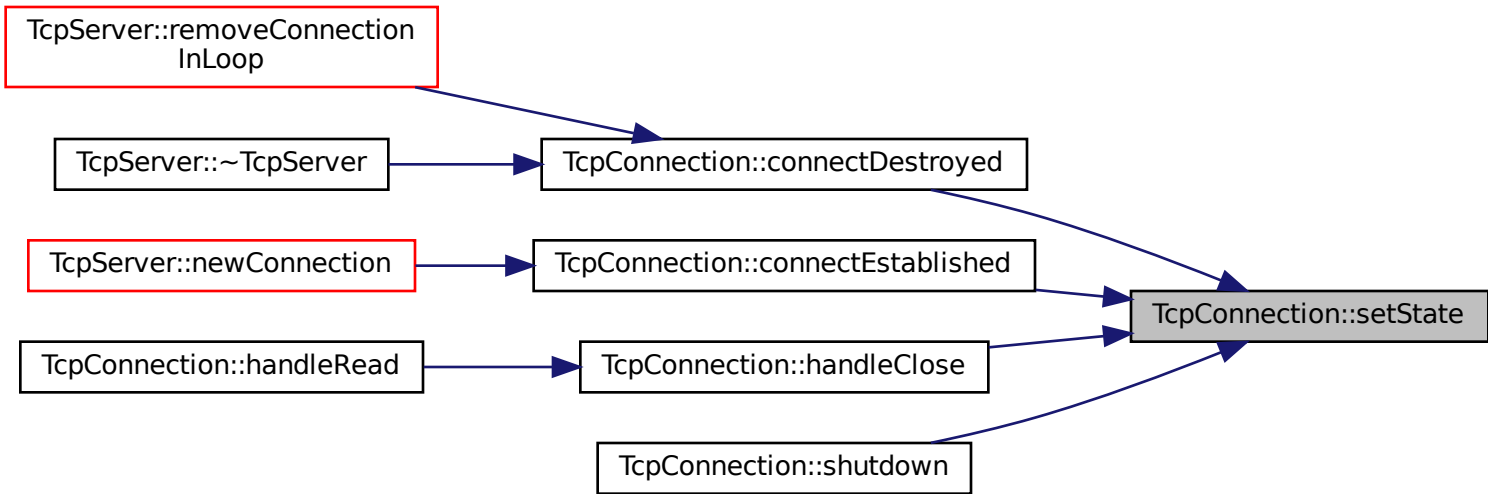 TcpServer::removeConnection
InLoop
TcpServer::~TcpServer
TcpConnection::connectDestroyed
TcpServer::newConnection
TcpConnection::connectEstablished
TcpConnection::setState
TcpConnection::handleRead
TcpConnection::handleClose
TcpConnection::shutdown